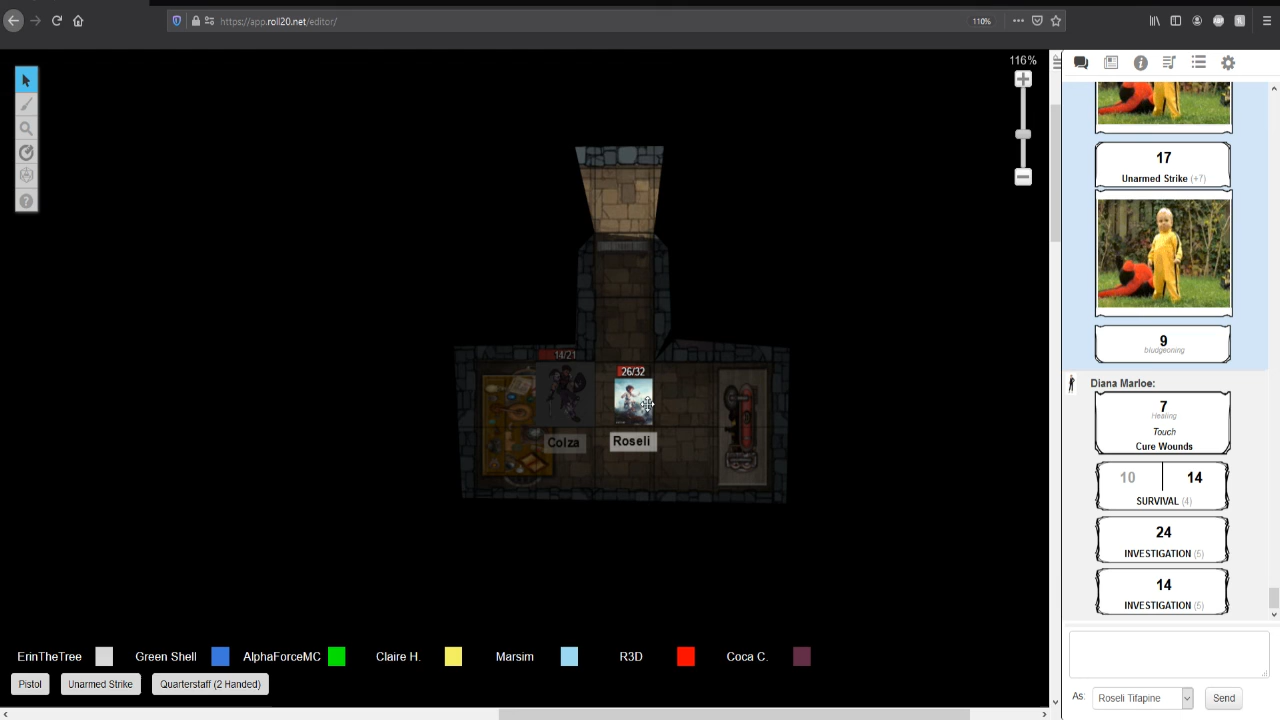 https://app.roll20.net/editor/
110%
116%
14/21
26/32
Colza
Roseli
17
Unarmed Strike (+7)
9
bludgeoning
Diana Marloe:
7
Healing
Touch
Cure Wounds
10 14
SURVIVAL (4)
24
INVESTIGATION (5)
14
INVESTIGATION (5)
ErinTheTree Green Shell AlphaForceMC Claire H. Marsim R3D Coca C.
Pistol Unarmed Strike Quarterstaff (2 Handed)
As: Roseli Tifapine Send